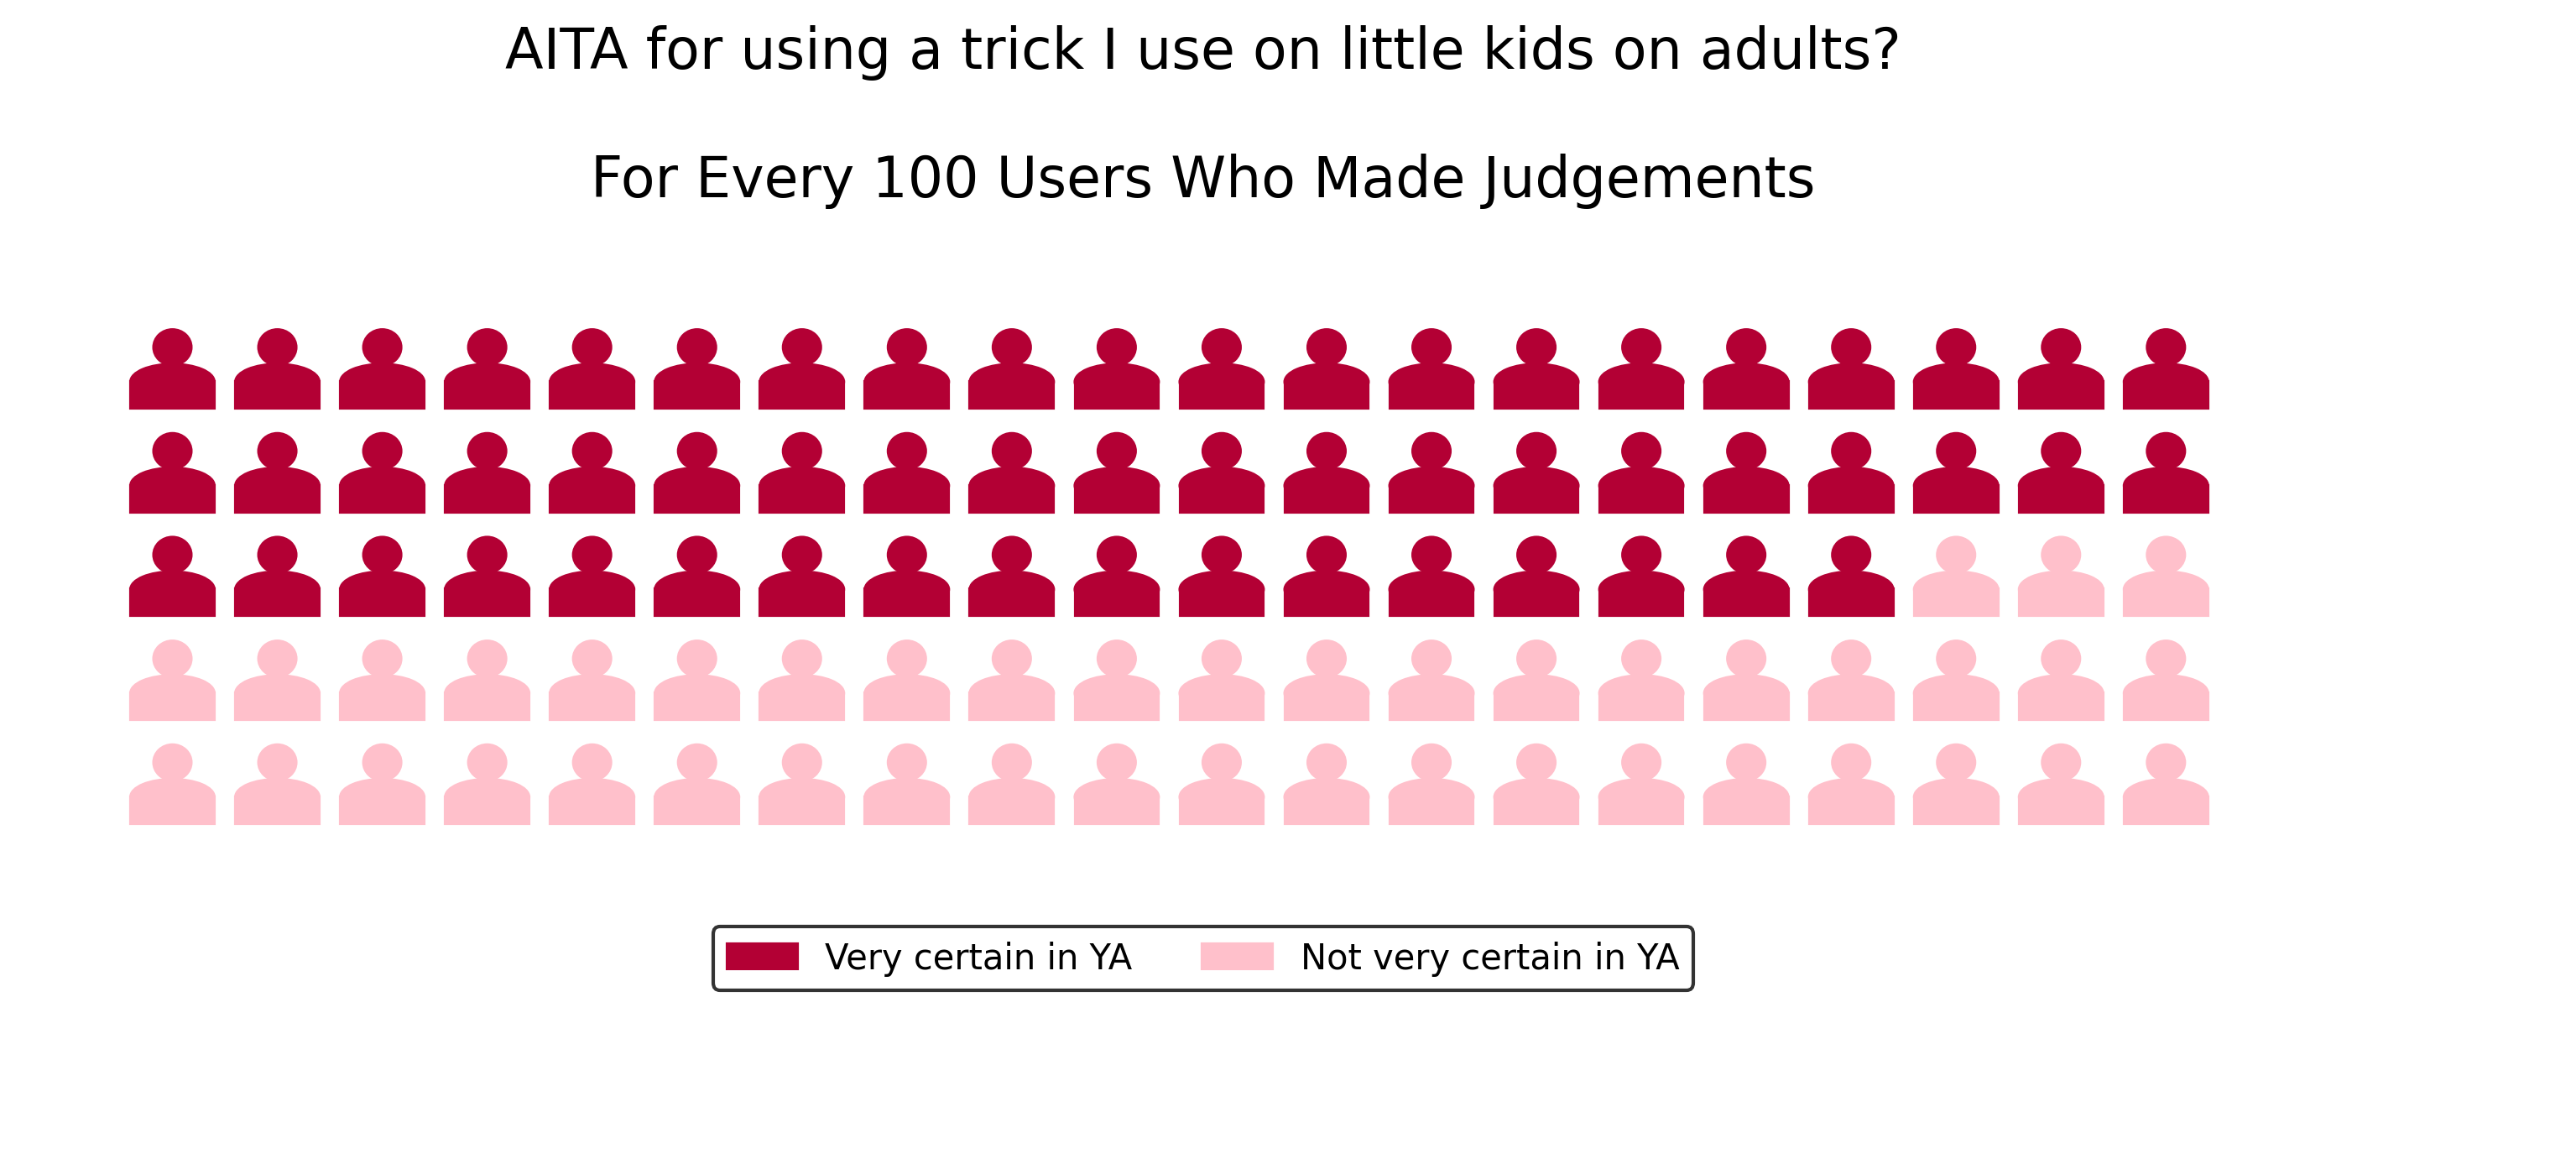 AITA for using a trick I use on little kids on adults?
For Every 100 Users Who Made Judgements
Very certain in YA
Not very certain in YA